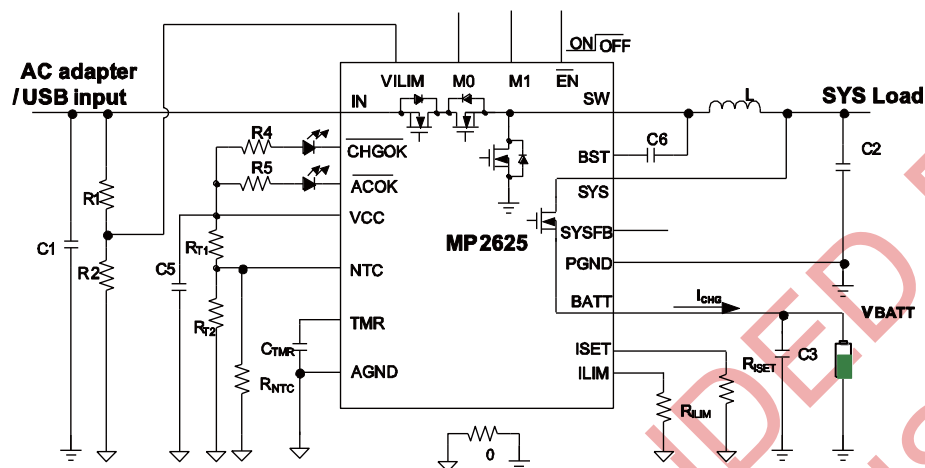 ON OFF
AC adapter
/ USB input
VILIM M0 M1 EN
IN SW
L
SYS Load
R4
CHGOK
C6
BST
C2
R5
ACOK
SYS
R1
VCC
SYSFB
MP2625
C1
RT1
R2
C5
NTC
PGND
BATT
ICHG
VBATT
RT2
TMR
CTMR
ISET
C3
RISET
RNTC
AGND
ILIM
RILIM
0